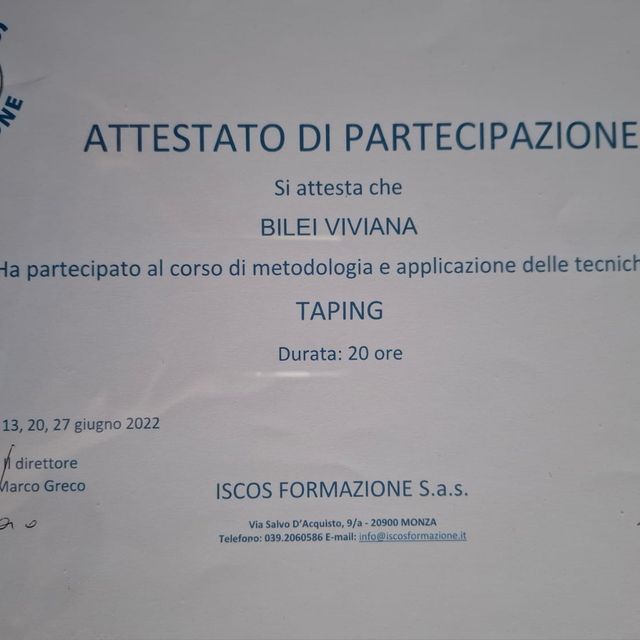 ONE
ATTESTATO DI PARTECIPAZIONE
Si attesta che
BILEI VIVIANA
Ha partecipato al corso di metodologia e applicazione delle tecnich
TAPING
Durata: 20 ore
13, 20, 27 giugno 2022
Il direttore
Marco Greco
ISCOS FORMAZIONE S.a.s.
Via Salvo D'Acquisto, 9/a - 20900 MONZA
Telefono: 039.2060586 E-mail: info@iscosformazione.it